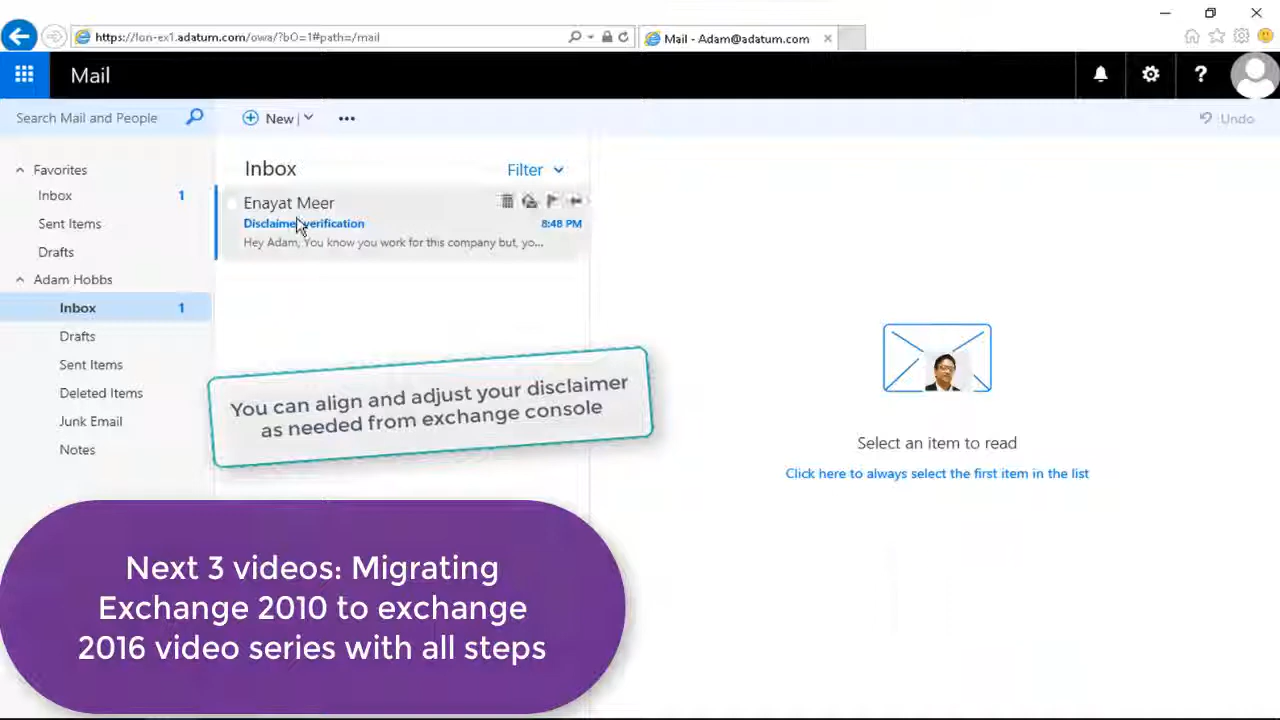 https://lon-ex1.adatum.com/owa/?bO=1#path=/mail
Mail - Adam@adatum.com
Mail
Search Mail and People
New
Undo
Favorites
Inbox 1
Sent Items
Drafts
Adam Hobbs
Inbox 1
Drafts
Sent Items
Deleted Items
Junk Email
Notes
Inbox
Filter
Enayat Meer
Disclaimer verification
8:48 PM
Hey Adam, You know you work for this company but, yo...
Select an item to read
Click here to always select the first item in the list
You can align and adjust your disclaimer
as needed from exchange console
Next 3 videos: Migrating
Exchange 2010 to exchange
2016 video series with all steps